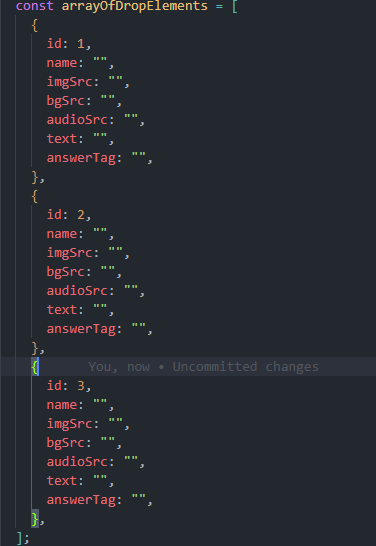 const arrayOfDropElements = [
{
id: 1,
name: "",
imgSrc: "",
bgSrc: "",
audioSrc: "",
text: "",
answerTag: "",
},
{
id: 2,
name: "",
imgSrc: "",
bgSrc: "",
audioSrc: "",
text: "",
answerTag: "",
},
{ You, now • Uncommitted changes
id: 3,
name: "",
imgSrc: "",
bgSrc: "",
audioSrc: "",
text: "",
answerTag: "",
},
];